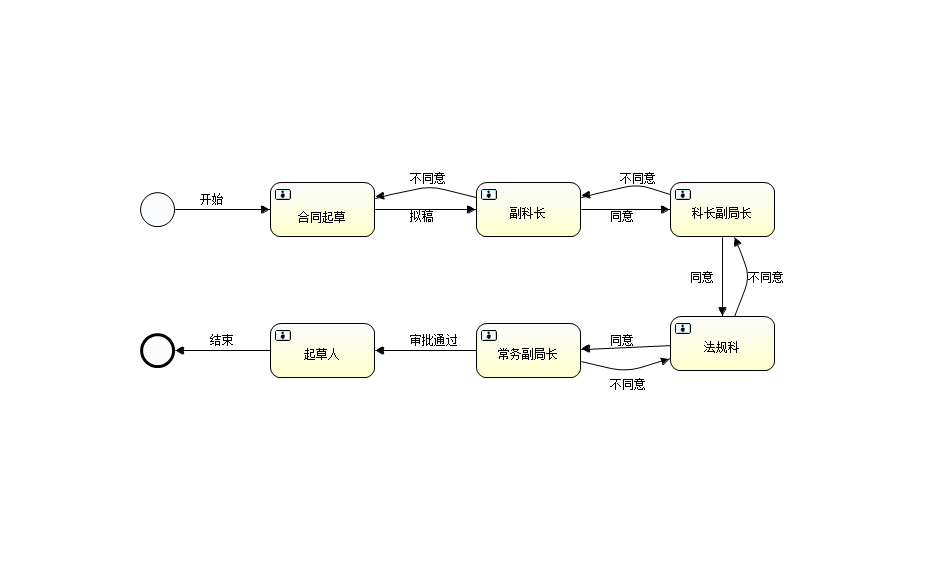 开始
合同起草
不同意
拟稿
副科长
不同意
同意
科长副局长
同意
不同意
结束
起草人
审批通过
常务副局长
同意
不同意
法规科